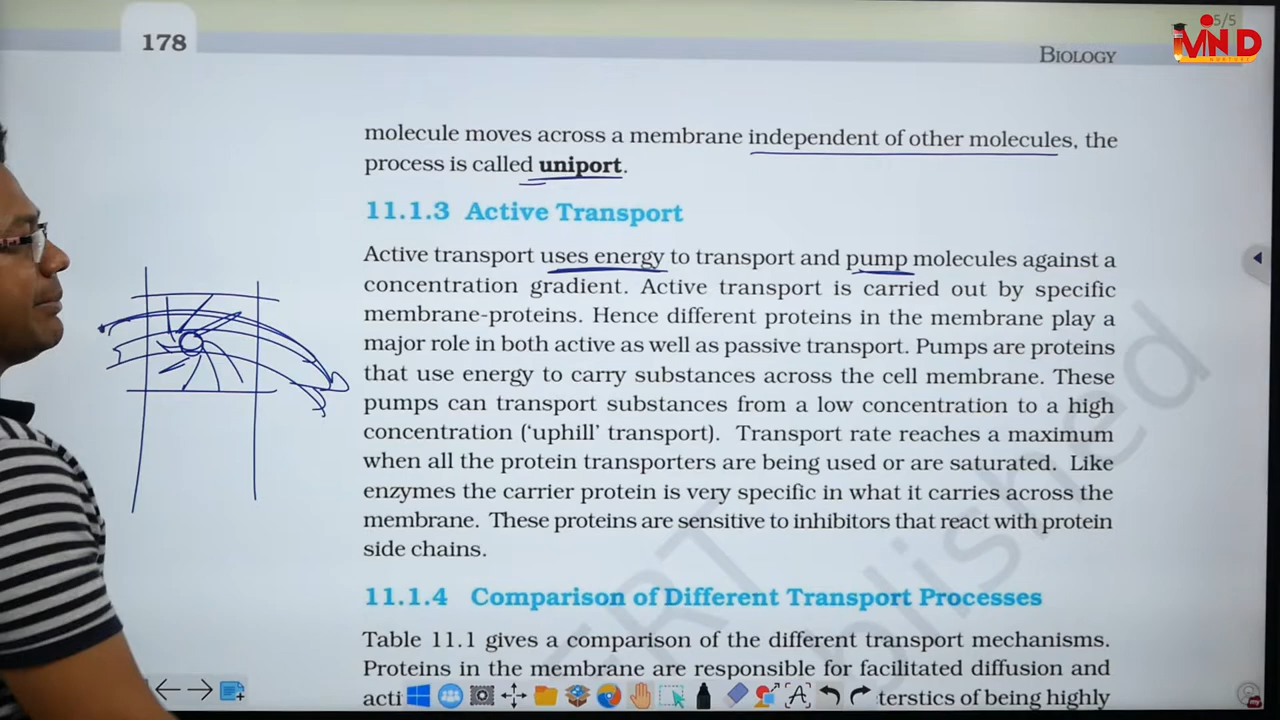 5/5
MIND
178
BIOLOGY
molecule moves across a membrane independent of other molecules, the
process is called uniport.
11.1.3 Active Transport
Active transport uses energy to transport and pump molecules against a
concentration gradient. Active transport is carried out by specific
membrane-proteins. Hence different proteins in the membrane play a
major role in both active as well as passive transport. Pumps are proteins
that use energy to carry substances across the cell membrane. These
pumps can transport substances from a low concentration to a high
concentration (‘uphill’ transport). Transport rate reaches a maximum
when all the protein transporters are being used or are saturated. Like
enzymes the carrier protein is very specific in what it carries across the
membrane. These proteins are sensitive to inhibitors that react with protein
side chains.
11.1.4 Comparison of Different Transport Processes
Table 11.1 gives a comparison of the different transport mechanisms.
Proteins in the membrane are responsible for facilitated diffusion and
acti
terstics of being highly